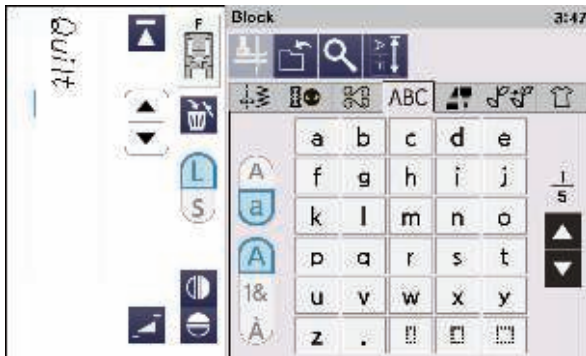 Quilt
F
L
S
Block 3:47
ABC
A
a
A
1&
À
a b c d e
f g h i j
k l m n o
p q r s t
u v w x y
z .
1
5